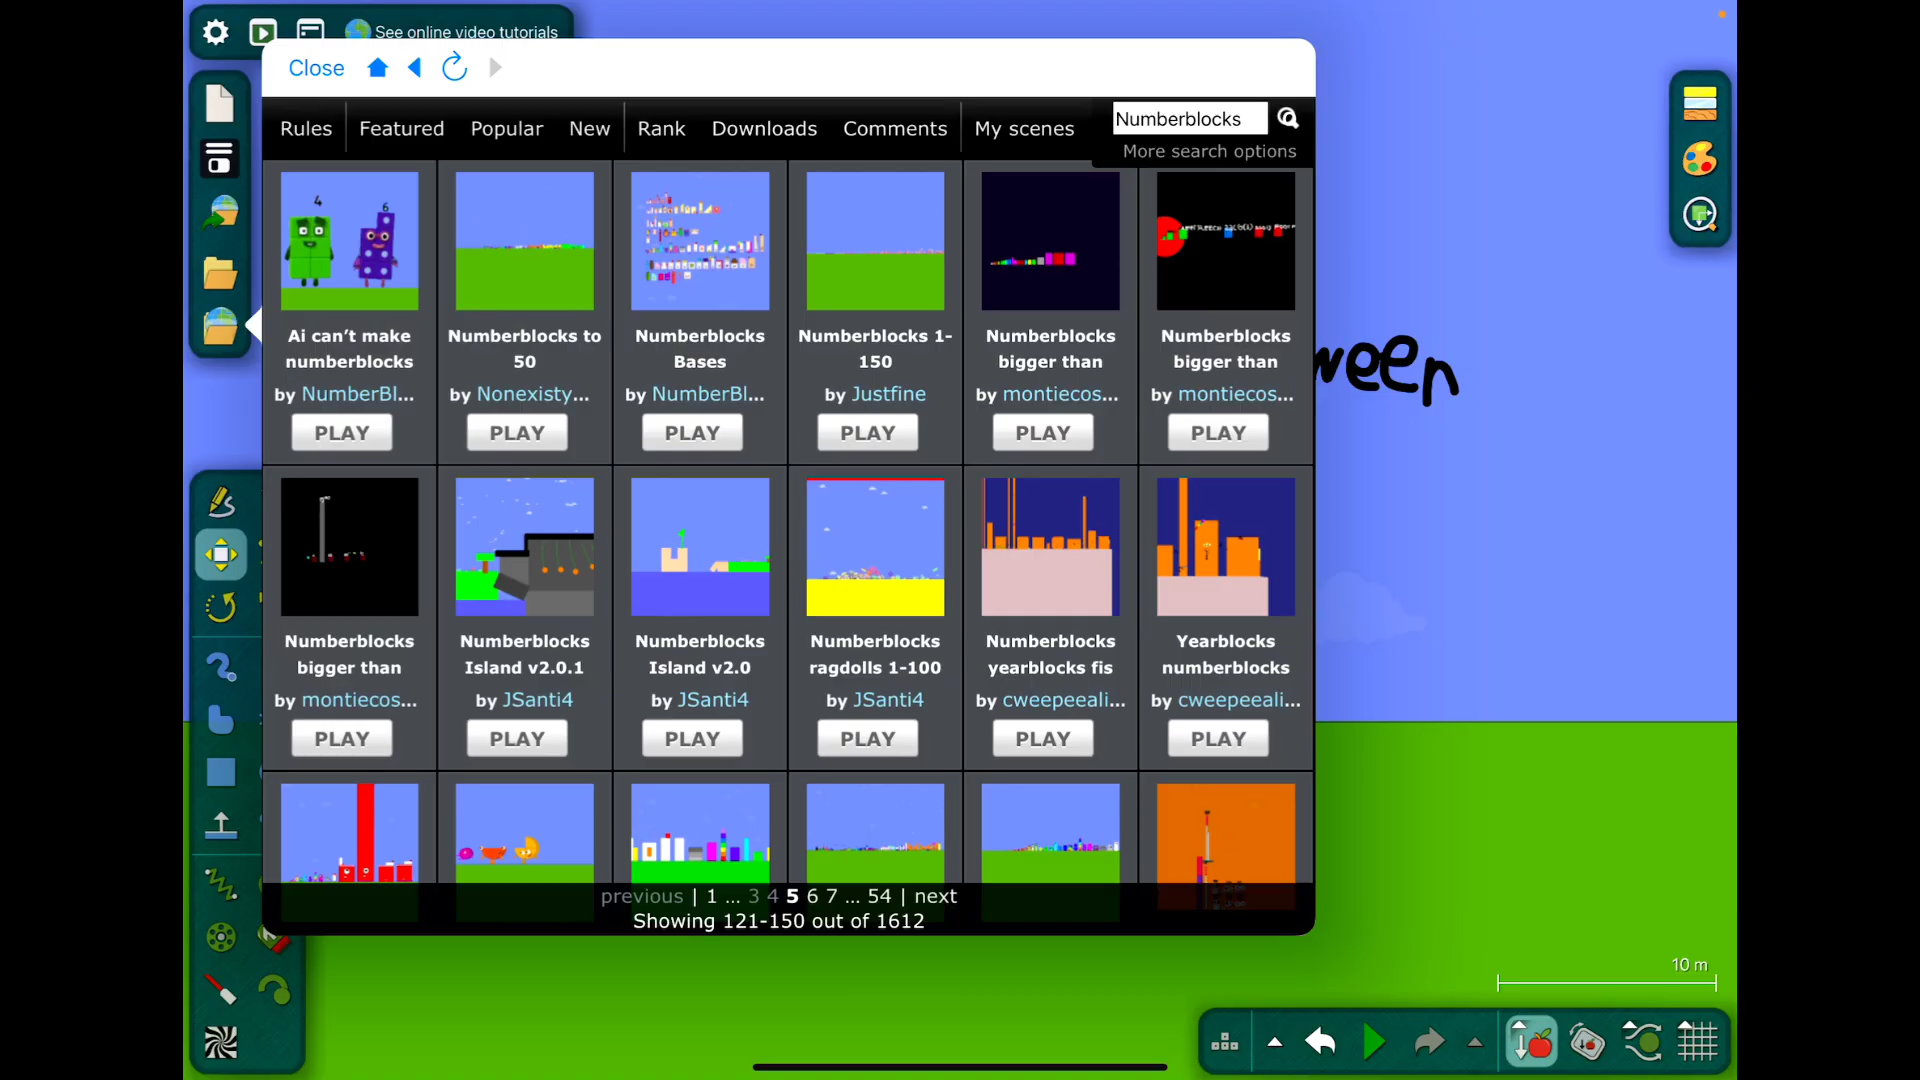 See online video tutorials
Close
Rules Featured Popular New Rank Downloads Comments My scenes
Numberblocks
More search options
4
6
Ai can’t make numberblocks
by NumberBl...
PLAY
Numberblocks to 50
by Nonexisty...
PLAY
Numberblocks Bases
by NumberBl...
PLAY
Numberblocks 1-150
by Justfine
PLAY
Numberblocks bigger than
by montiecos...
PLAY
Numberblocks bigger than
by montiecos...
PLAY
ween
Numberblocks bigger than
by montiecos...
PLAY
Numberblocks Island v2.0.1
by JSanti4
PLAY
Numberblocks Island v2.0
by JSanti4
PLAY
Numberblocks ragdolls 1-100
by JSanti4
PLAY
Numberblocks yearblocks fis
by cweepeeali...
PLAY
Yearblocks numberblocks
by cweepeeali...
PLAY
previous | 1 ... 3 4 5 6 7 ... 54 | next
Showing 121-150 out of 1612
10 m